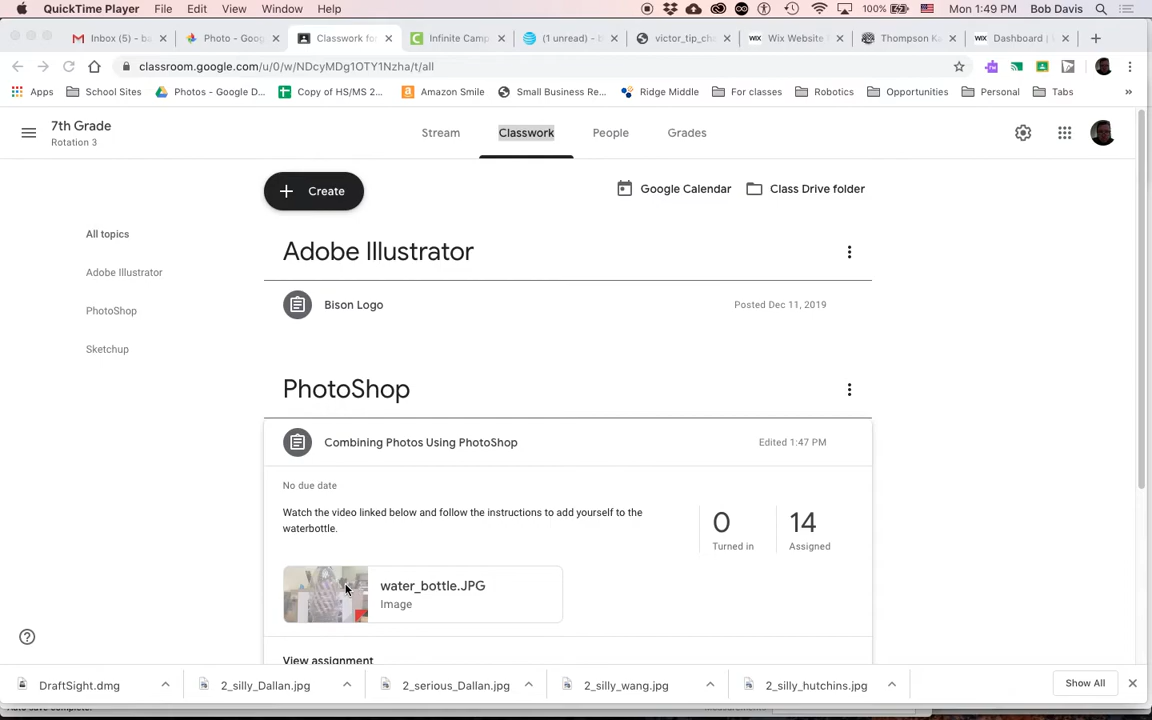 QuickTime Player File Edit View Window Help 100% Mon 1:49 PM Bob Davis
Inbox (5) - ba Photo - Goog Classwork for Infinite Camp (1 unread) - b victor_tip_ch WIX Wix Website Thompson Ka WIX Dashboard |
classroom.google.com/u/0/w/NDcyMDg1OTY1Nzha/t/all
Apps School Sites Photos - Google D... Copy of HS/MS 2... Amazon Smile Small Business Re... Ridge Middle For classes Robotics Opportunities Personal Tabs »
7th Grade
Rotation 3
Stream Classwork People Grades
+ Create
Google Calendar Class Drive folder
All topics
Adobe Illustrator
PhotoShop
Sketchup
Adobe Illustrator
Bison Logo Posted Dec 11, 2019
PhotoShop
Combining Photos Using PhotoShop Edited 1:47 PM
No due date
Watch the video linked below and follow the instructions to add yourself to the
waterbottle.
0
Turned in
14
Assigned
water_bottle.JPG
Image
View assignment
DraftSight.dmg 2_silly_Dallan.jpg 2_serious_Dallan.jpg 2_silly_wang.jpg 2_silly_hutchins.jpg Show All